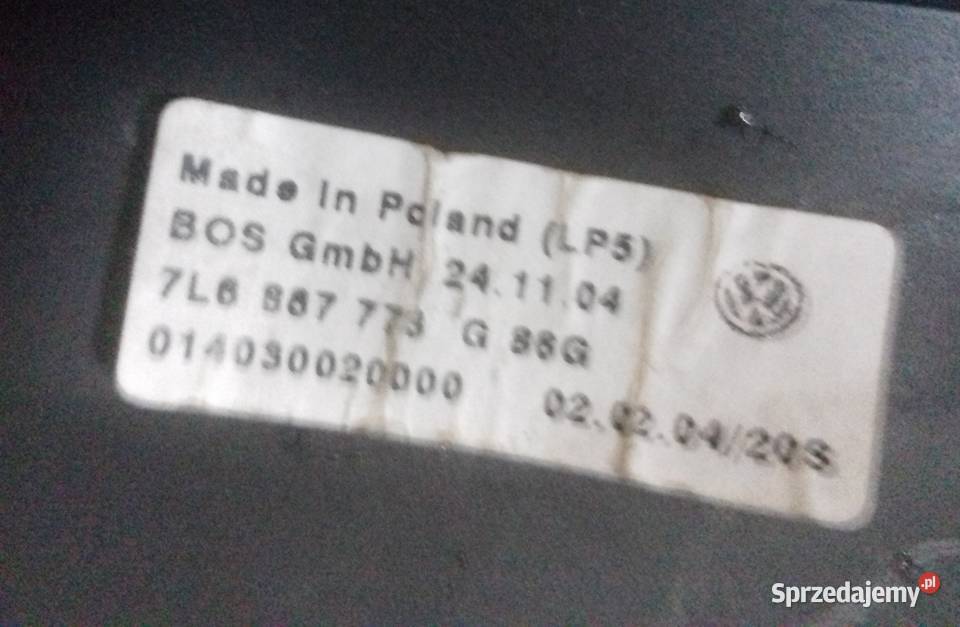 Made In Poland (LP5)
BOS GmbH 24.11.04
7L6 867 773 G 86G
014030020000 02.02.04/20S
Sprzedajemy.pl